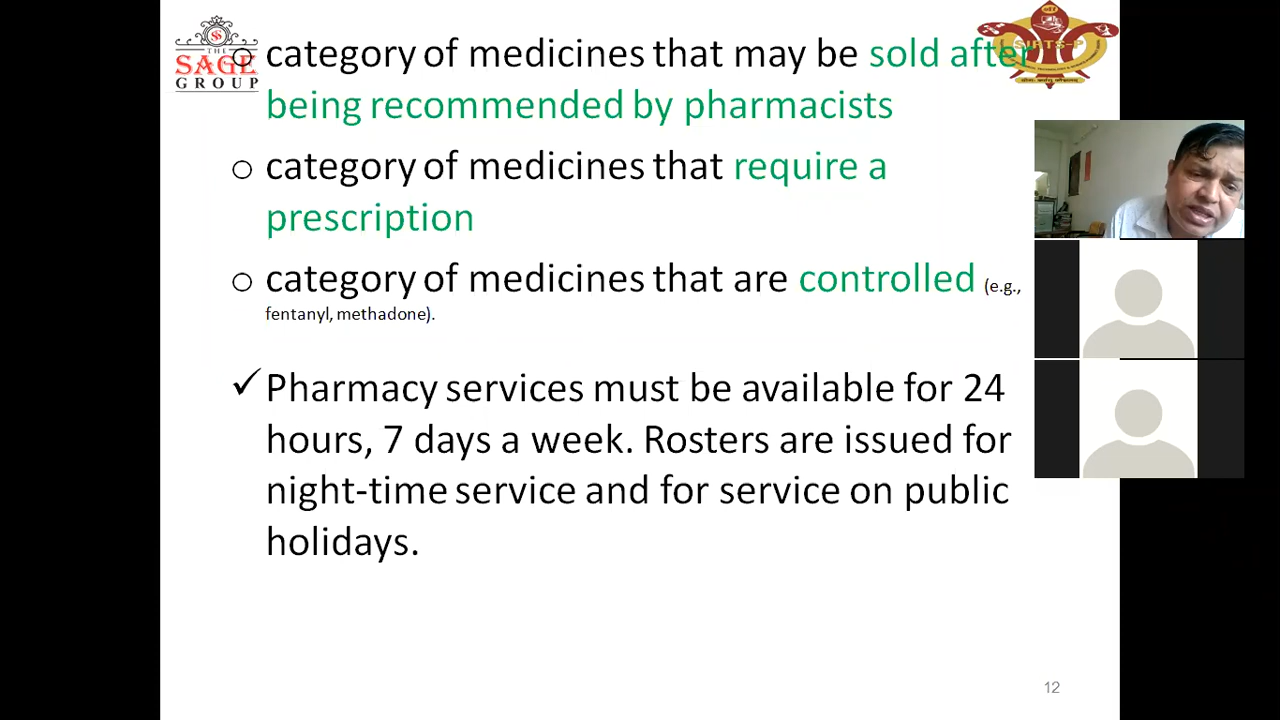 THE
SAGE
GROUP
SIRTS-P
o category of medicines that may be sold after
being recommended by pharmacists
o category of medicines that require a
prescription
o category of medicines that are controlled (e.g.,
fentanyl, methadone).
✓ Pharmacy services must be available for 24
hours, 7 days a week. Rosters are issued for
night-time service and for service on public
holidays.
12